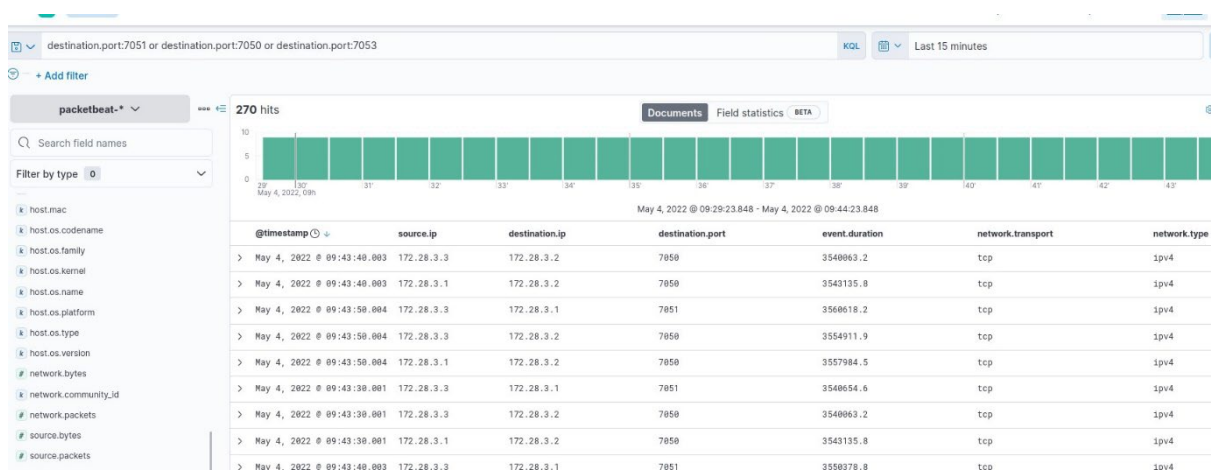 destination.port:7051 or destination.port:7050 or destination.port:7053 KQL Last 15 minutes
+ Add filter
packetbeat-* 270 hits Documents Field statistics BETA
Search field names
Filter by type 0
10
5
0
29' 30' 31' 32' 33' 34' 35' 36' 37' 38' 39' 40' 41' 42' 43'
May 4, 2022, 09h
May 4, 2022 @ 09:29:23.848 - May 4, 2022 @ 09:44:23.848
host.mac
host.os.codename
host.os.family
host.os.kernel
host.os.name
host.os.platform
host.os.type
host.os.version
network.bytes
network.community_id
network.packets
source.bytes
source.packets
@timestamp source.ip destination.ip destination.port event.duration network.transport network.type
May 4, 2022 @ 09:43:40.003 172.28.3.3 172.28.3.2 7050 3540063.2 tcp ipv4
May 4, 2022 @ 09:43:40.003 172.28.3.1 172.28.3.2 7050 3543135.8 tcp ipv4
May 4, 2022 @ 09:43:50.004 172.28.3.3 172.28.3.1 7051 3560618.2 tcp ipv4
May 4, 2022 @ 09:43:50.004 172.28.3.3 172.28.3.2 7050 3554911.9 tcp ipv4
May 4, 2022 @ 09:43:50.004 172.28.3.1 172.28.3.2 7050 3557984.5 tcp ipv4
May 4, 2022 @ 09:43:30.001 172.28.3.3 172.28.3.1 7051 3540654.6 tcp ipv4
May 4, 2022 @ 09:43:30.001 172.28.3.3 172.28.3.2 7050 3540063.2 tcp ipv4
May 4, 2022 @ 09:43:30.001 172.28.3.1 172.28.3.2 7050 3543135.8 tcp ipv4
May 4, 2022 @ 09:43:40.003 172.28.3.3 172.28.3.1 7051 3550378.8 tcp ipv4